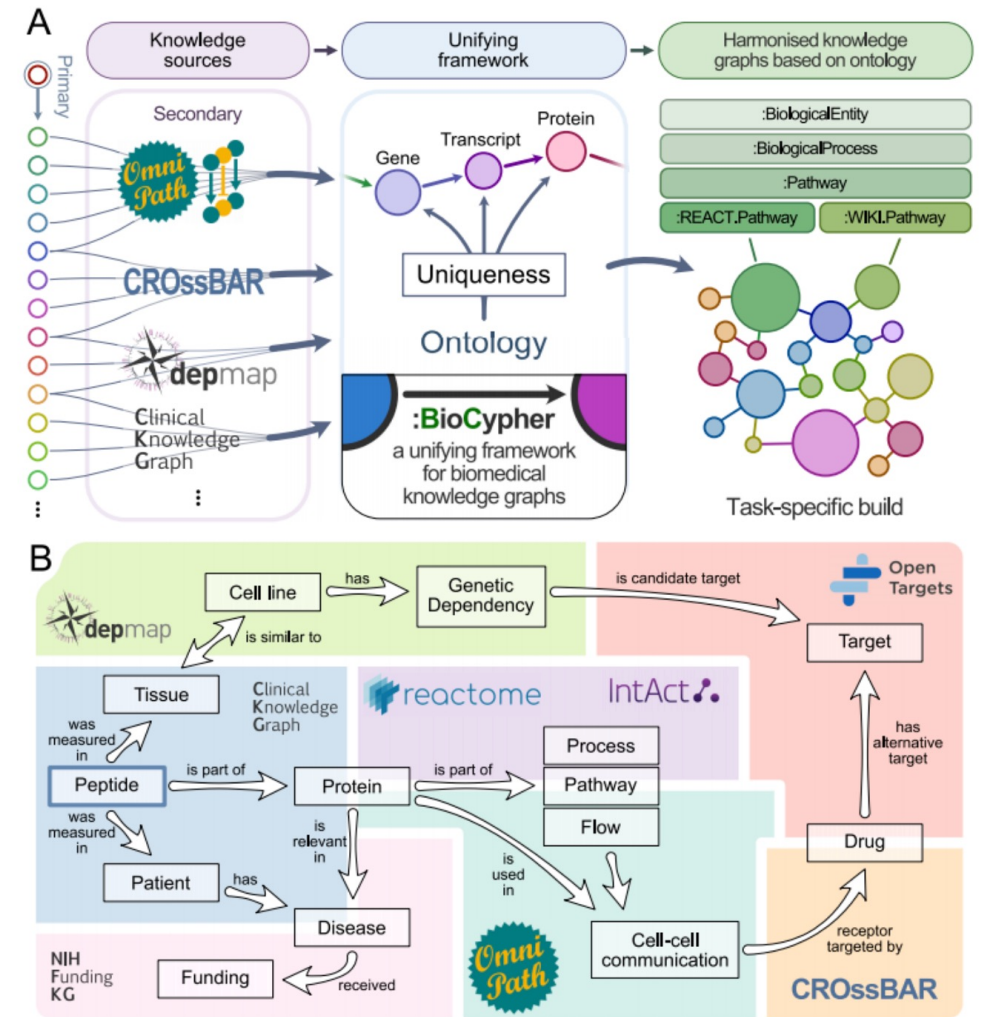 A
Knowledge
sources
Unifying
framework
Harmonised knowledge
graphs based on ontology
Primary
Secondary
Omni
Path
CROssBAR
depmap
Clinical
Knowledge
Graph
Gene
Transcript
Protein
Uniqueness
Ontology
:BioCypher
a unifying framework
for biomedical
knowledge graphs
:BiologicalEntity
:BiologicalProcess
:Pathway
:REACT.Pathway
:WIKI.Pathway
Task-specific build
B
depmap
Cell line
has
Genetic
Dependency
is candidate target
Open
Targets
Target
is similar to
Tissue
Clinical
Knowledge
Graph
reactome
IntAct
was
measured
in
Peptide
is part of
Protein
is part of
Process
Pathway
Flow
has
alternative
target
was
measured
in
Patient
has
is
relevant
in
Disease
is
used
in
Drug
Cell-cell
communication
receptor
targeted by
NIH
Funding
KG
Funding
received
Omni
Path
CROssBAR